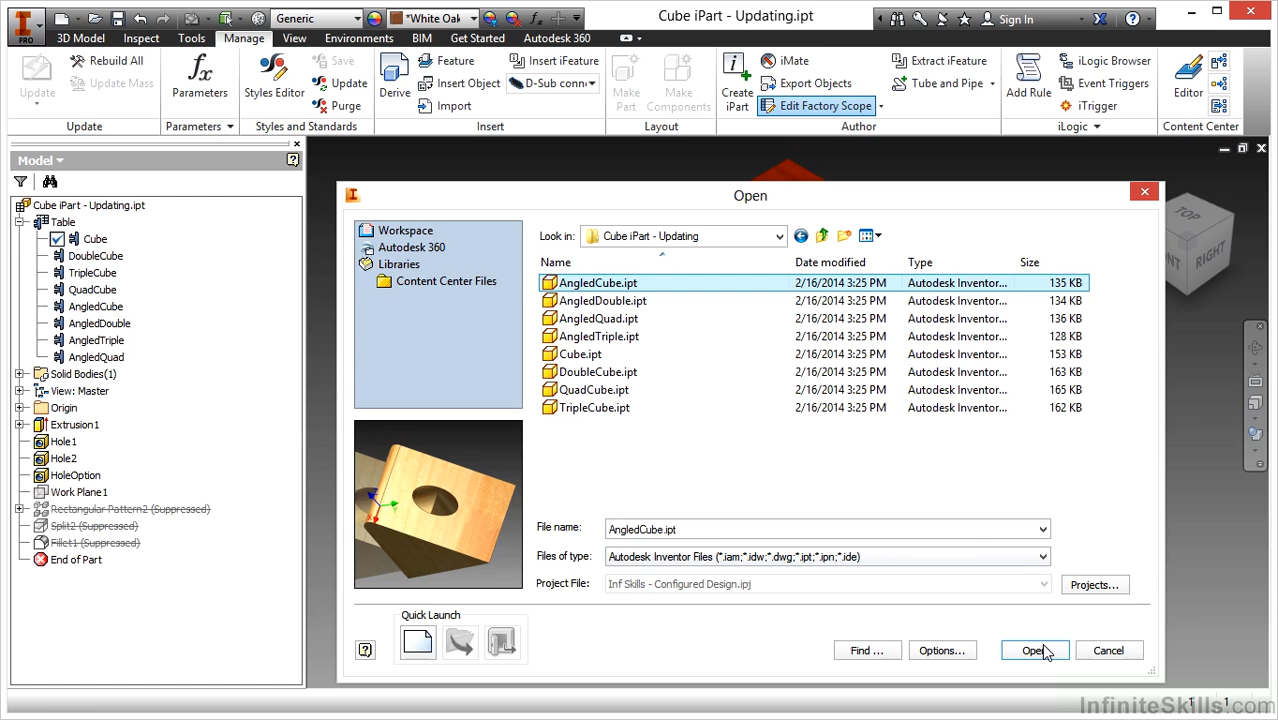 Generic
*White Oak
Cube iPart - Updating.ipt
Sign In
PRO
3D Model Inspect Tools Manage View Environments BIM Get Started Autodesk 360
Update
Rebuild All
Update Mass
Update
Parameters
Parameters
Styles Editor
Save
Update
Purge
Styles and Standards
Derive
Feature
Insert Object
Import
Insert iFeature
D-Sub conn
Insert
Make Part
Make Components
Layout
Create iPart
iMate
Export Objects
Edit Factory Scope
Extract iFeature
Tube and Pipe
Author
Add Rule
iLogic Browser
Event Triggers
iTrigger
iLogic
Editor
Content Center
Model
Cube iPart - Updating.ipt
Table
Cube
DoubleCube
TripleCube
QuadCube
AngledCube
AngledDouble
AngledTriple
AngledQuad
Solid Bodies(1)
View: Master
Origin
Extrusion1
Hole1
Hole2
HoleOption
Work Plane1
Rectangular Pattern2 (Suppressed)
Split2 (Suppressed)
Fillet1 (Suppressed)
End of Part
Open
Workspace
Autodesk 360
Libraries
Content Center Files
Look in: Cube iPart - Updating
Name Date modified Type Size
AngledCube.ipt 2/16/2014 3:25 PM Autodesk Inventor... 135 KB
AngledDouble.ipt 2/16/2014 3:25 PM Autodesk Inventor... 134 KB
AngledQuad.ipt 2/16/2014 3:25 PM Autodesk Inventor... 136 KB
AngledTriple.ipt 2/16/2014 3:25 PM Autodesk Inventor... 128 KB
Cube.ipt 2/16/2014 3:25 PM Autodesk Inventor... 153 KB
DoubleCube.ipt 2/16/2014 3:25 PM Autodesk Inventor... 163 KB
QuadCube.ipt 2/16/2014 3:25 PM Autodesk Inventor... 165 KB
TripleCube.ipt 2/16/2014 3:25 PM Autodesk Inventor... 162 KB
File name: AngledCube.ipt
Files of type: Autodesk Inventor Files (*.iam;*.idw;*.dwg;*.ipt;*.ipn;*.ide)
Project File: Inf Skills - Configured Design.ipj
Projects...
Quick Launch
Find ... Options... Open Cancel
TOP
RIGHT
1 1
InfiniteSkills.com